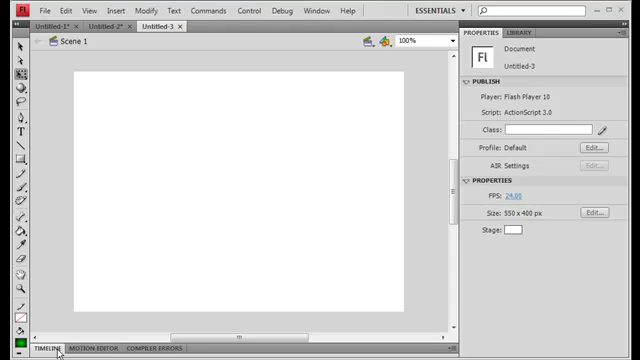 Fl File Edit View Insert Modify Text Commands Control Debug Window Help ESSENTIALS
Untitled-1* Untitled-2* Untitled-3
Scene 1 100%
PROPERTIES LIBRARY
Fl Document
Untitled-3
PUBLISH
Player: Flash Player 10
Script: ActionScript 3.0
Class:
Profile: Default Edit...
AIR Settings Edit...
PROPERTIES
FPS: 24.00
Size: 550 x 400 px Edit...
Stage:
TIMELINE MOTION EDITOR COMPILER ERRORS